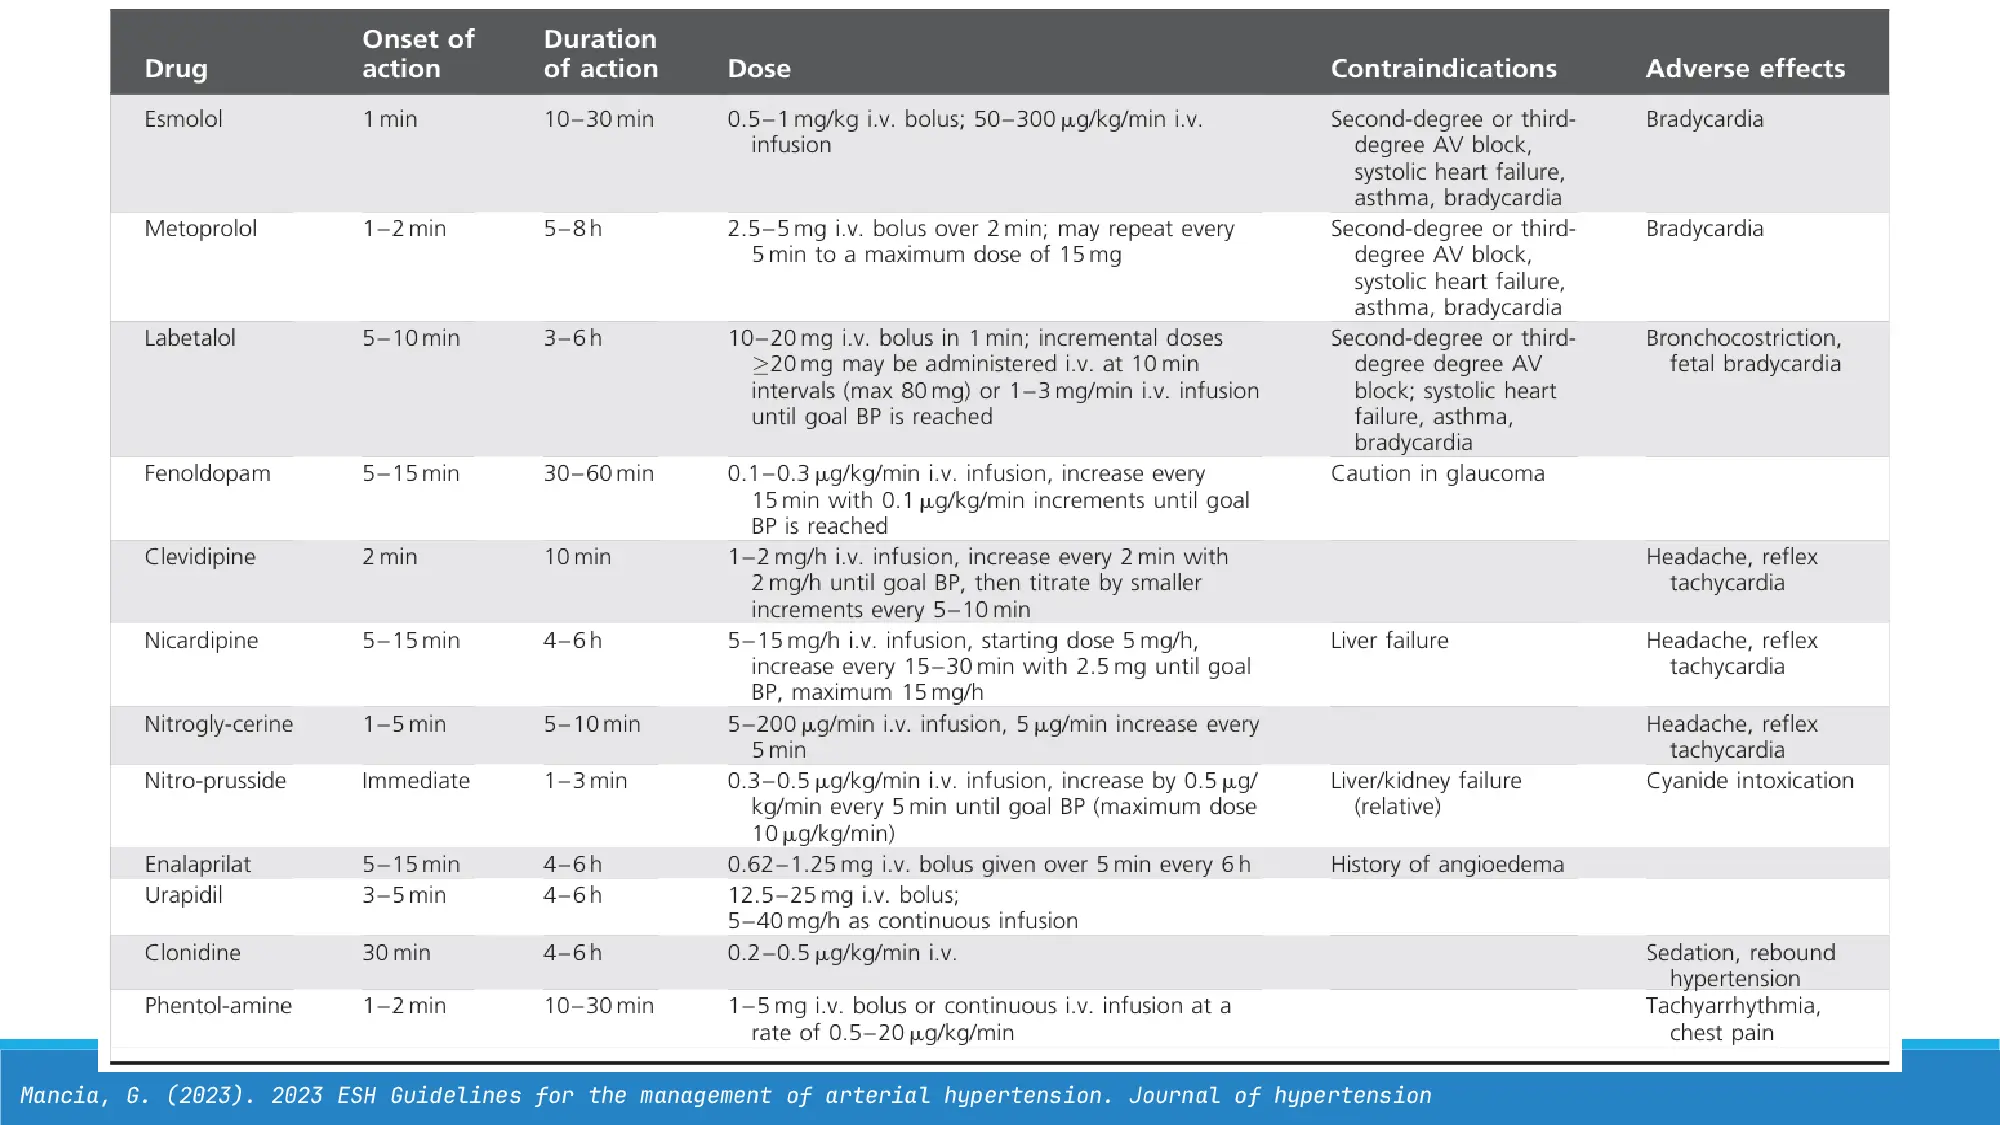 Drug Onset of action Duration of action Dose Contraindications Adverse effects
Esmolol 1 min 10–30 min 0.5–1 mg/kg i.v. bolus; 50–300 μg/kg/min i.v. infusion Second-degree or third-degree AV block, systolic heart failure, asthma, bradycardia Bradycardia
Metoprolol 1–2 min 5–8 h 2.5–5 mg i.v. bolus over 2 min; may repeat every 5 min to a maximum dose of 15 mg Second-degree or third-degree AV block, systolic heart failure, asthma, bradycardia Bradycardia
Labetalol 5–10 min 3–6 h 10–20 mg i.v. bolus in 1 min; incremental doses ≥20 mg may be administered i.v. at 10 min intervals (max 80 mg) or 1–3 mg/min i.v. infusion until goal BP is reached Second-degree or third-degree degree AV block; systolic heart failure, asthma, bradycardia Bronchocostriction, fetal bradycardia
Fenoldopam 5–15 min 30–60 min 0.1–0.3 μg/kg/min i.v. infusion, increase every 15 min with 0.1 μg/kg/min increments until goal BP is reached Caution in glaucoma
Clevidipine 2 min 10 min 1–2 mg/h i.v. infusion, increase every 2 min with 2 mg/h until goal BP, then titrate by smaller increments every 5–10 min Headache, reflex tachycardia
Nicardipine 5–15 min 4–6 h 5–15 mg/h i.v. infusion, starting dose 5 mg/h, increase every 15–30 min with 2.5 mg until goal BP, maximum 15 mg/h Liver failure Headache, reflex tachycardia
Nitrogly-cerine 1–5 min 5–10 min 5–200 μg/min i.v. infusion, 5 μg/min increase every 5 min Headache, reflex tachycardia
Nitro-prusside Immediate 1–3 min 0.3–0.5 μg/kg/min i.v. infusion, increase by 0.5 μg/kg/min every 5 min until goal BP (maximum dose 10 μg/kg/min) Liver/kidney failure (relative) Cyanide intoxication
Enalaprilat 5–15 min 4–6 h 0.62–1.25 mg i.v. bolus given over 5 min every 6 h History of angioedema
Urapidil 3–5 min 4–6 h 12.5–25 mg i.v. bolus; 5–40 mg/h as continuous infusion
Clonidine 30 min 4–6 h 0.2–0.5 μg/kg/min i.v. Sedation, rebound hypertension
Phentol-amine 1–2 min 10–30 min 1–5 mg i.v. bolus or continuous i.v. infusion at a rate of 0.5–20 μg/kg/min Tachyarrhythmia, chest pain
Mancia, G. (2023). 2023 ESH Guidelines for the management of arterial hypertension. Journal of hypertension